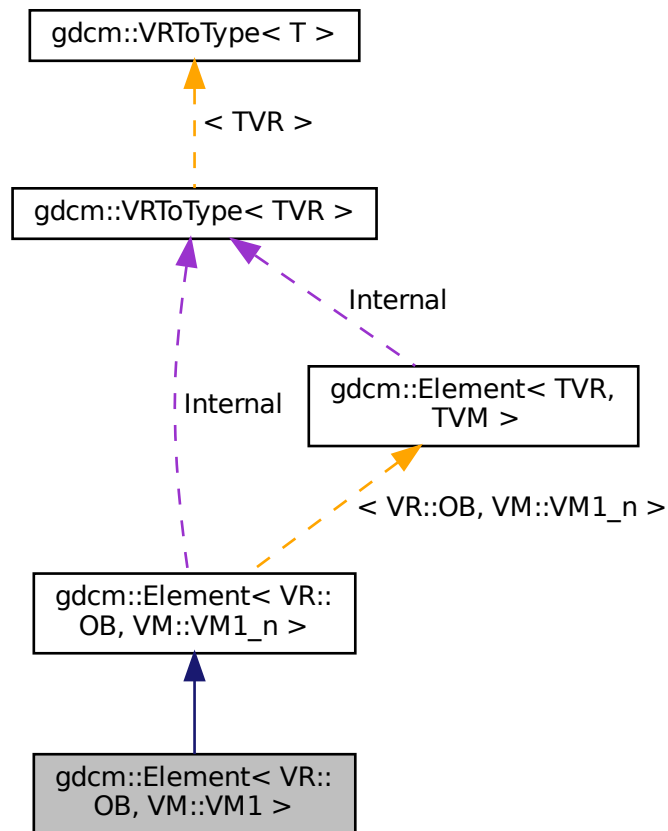 gdcm::VRToType< T >
< TVR >
gdcm::VRToType< TVR >
Internal
gdcm::Element< TVR,
TVM >
Internal
< VR::OB, VM::VM1_n >
gdcm::Element< VR::
OB, VM::VM1_n >
gdcm::Element< VR::
OB, VM::VM1 >